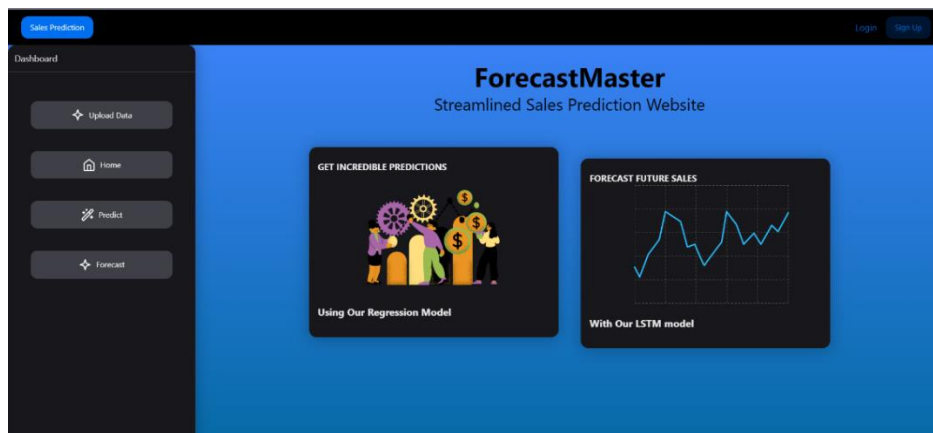 Sales Prediction
Login
Sign Up
Dashboard
Upload Data
Home
Predict
Forecast
ForecastMaster
Streamlined Sales Prediction Website
GET INCREDIBLE PREDICTIONS
$
$
$
Using Our Regression Model
FORECAST FUTURE SALES
With Our LSTM model